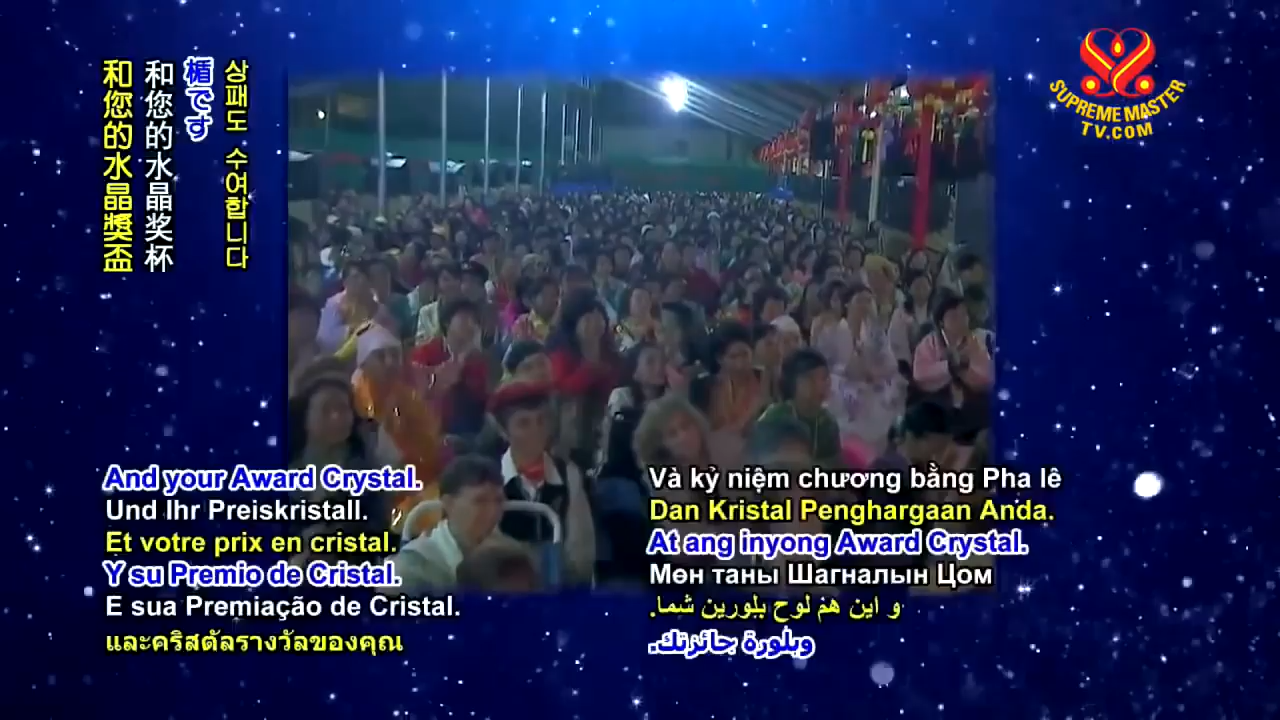 상패도 수여합니다
楯です
和您的水晶奖杯
和您的水晶獎盃
SUPREME MASTER
TV.COM
And your Award Crystal.
Und Ihr Preiskristall.
Et votre prix en cristal.
Y su Premio de Cristal.
E sua Premiação de Cristal.
และคริสตัลรางวัลของคุณ
Và kỷ niệm chương bằng Pha lê
Dan Kristal Penghargaan Anda.
At ang inyong Award Crystal.
Мөн таны Шагналын Цом
و این هم لوح بلورین شما.
وبلورة جائزتك.